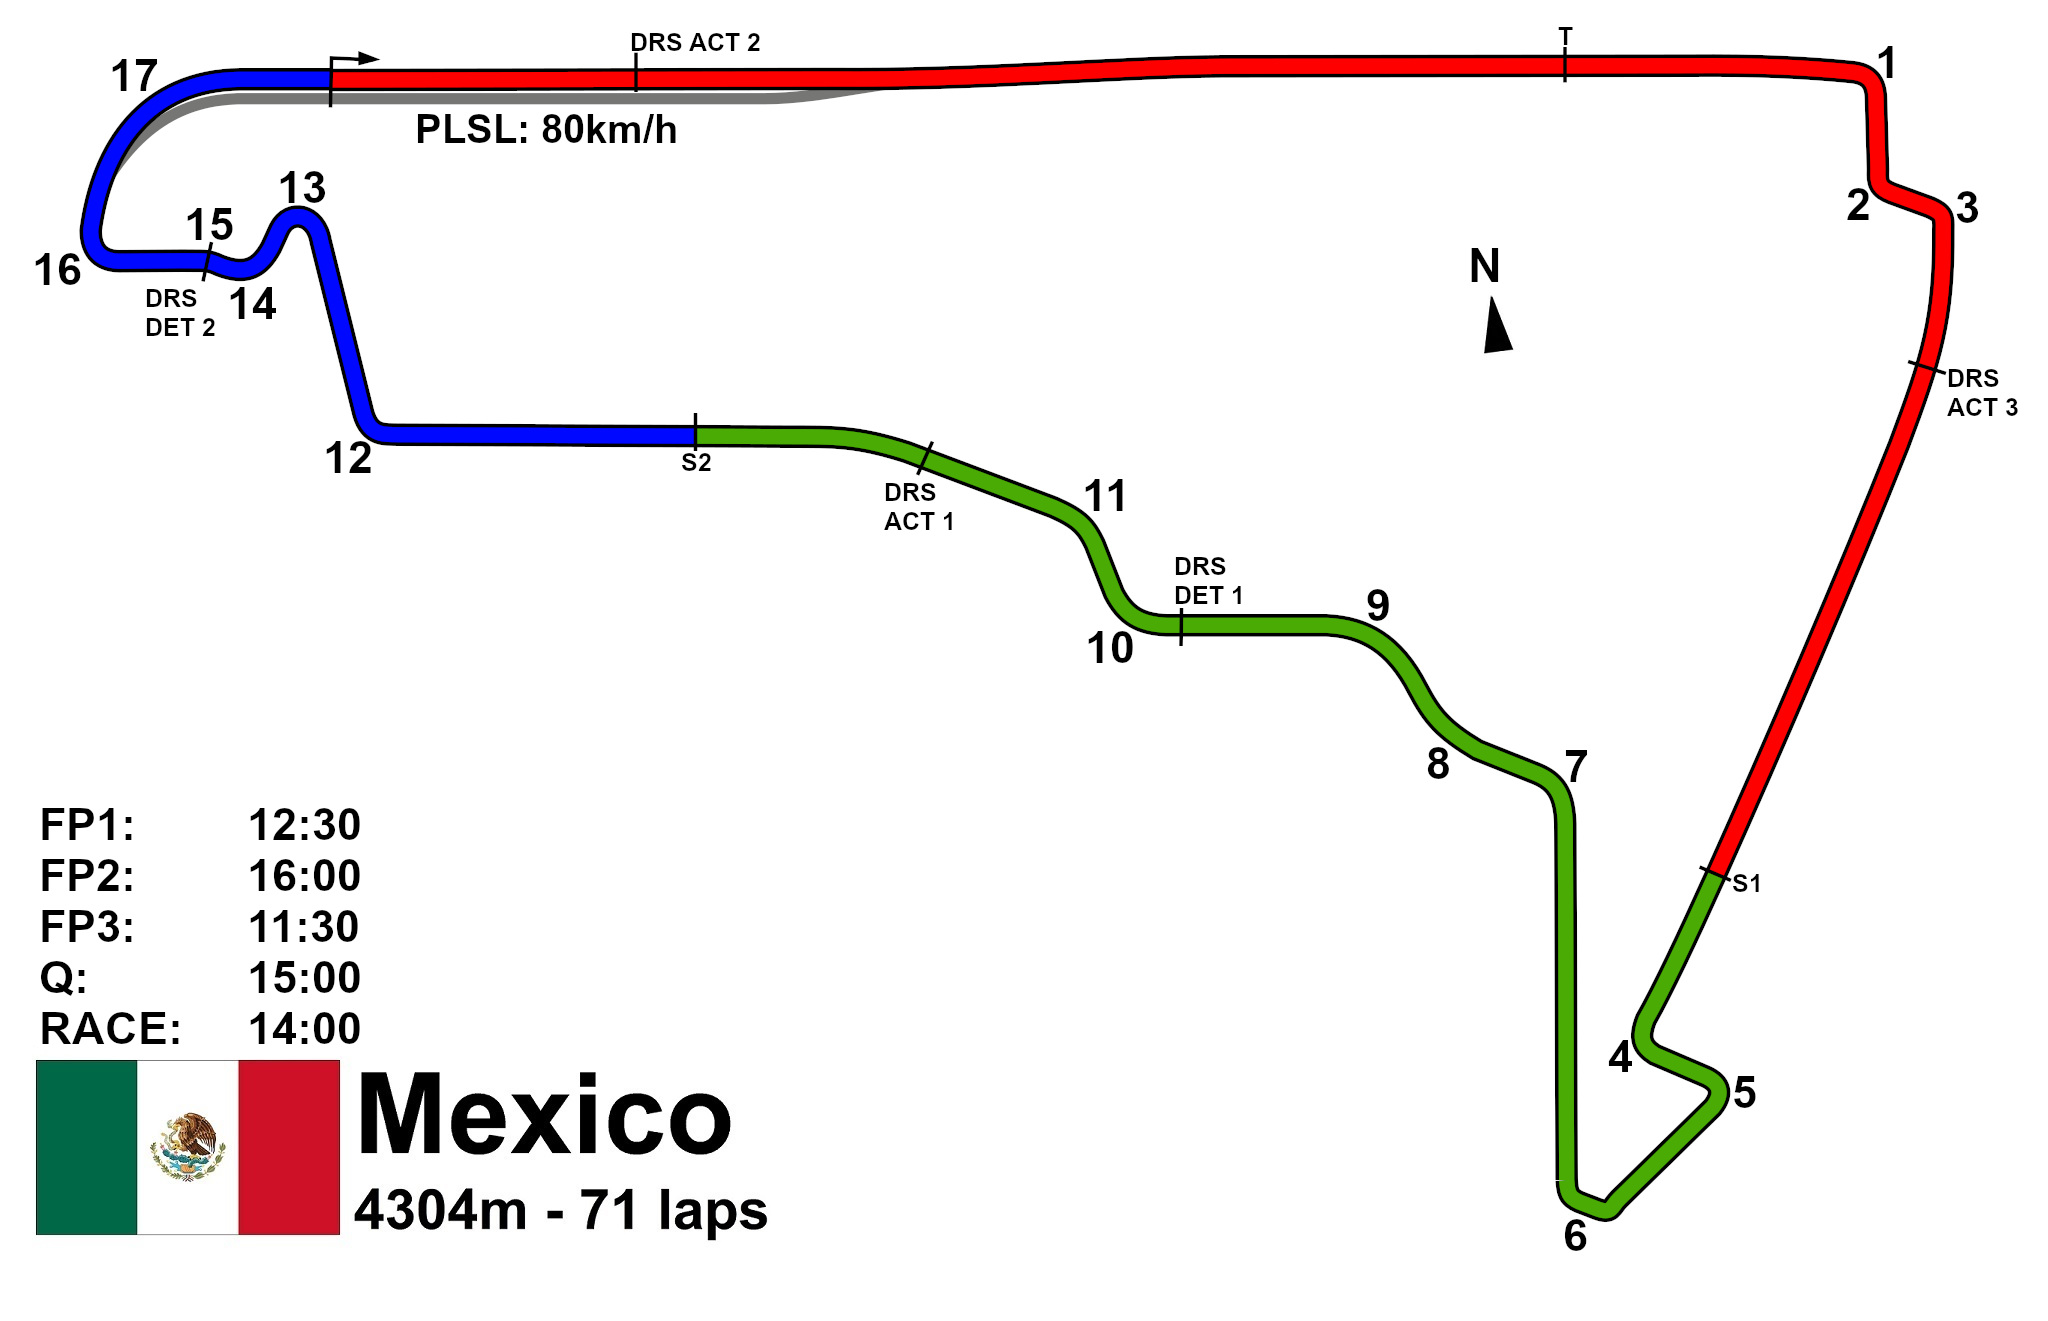 DRS ACT 2
T
17
1
PLSL: 80km/h
13
2
3
15
16
N
DRS
DET 2
14
DRS
ACT 3
12
S2
DRS
ACT 1
11
DRS
DET 1
9
10
8
7
FP1: 12:30
FP2: 16:00
S1
FP3: 11:30
Q: 15:00
RACE: 14:00
4
5
Mexico
4304m - 71 laps
6